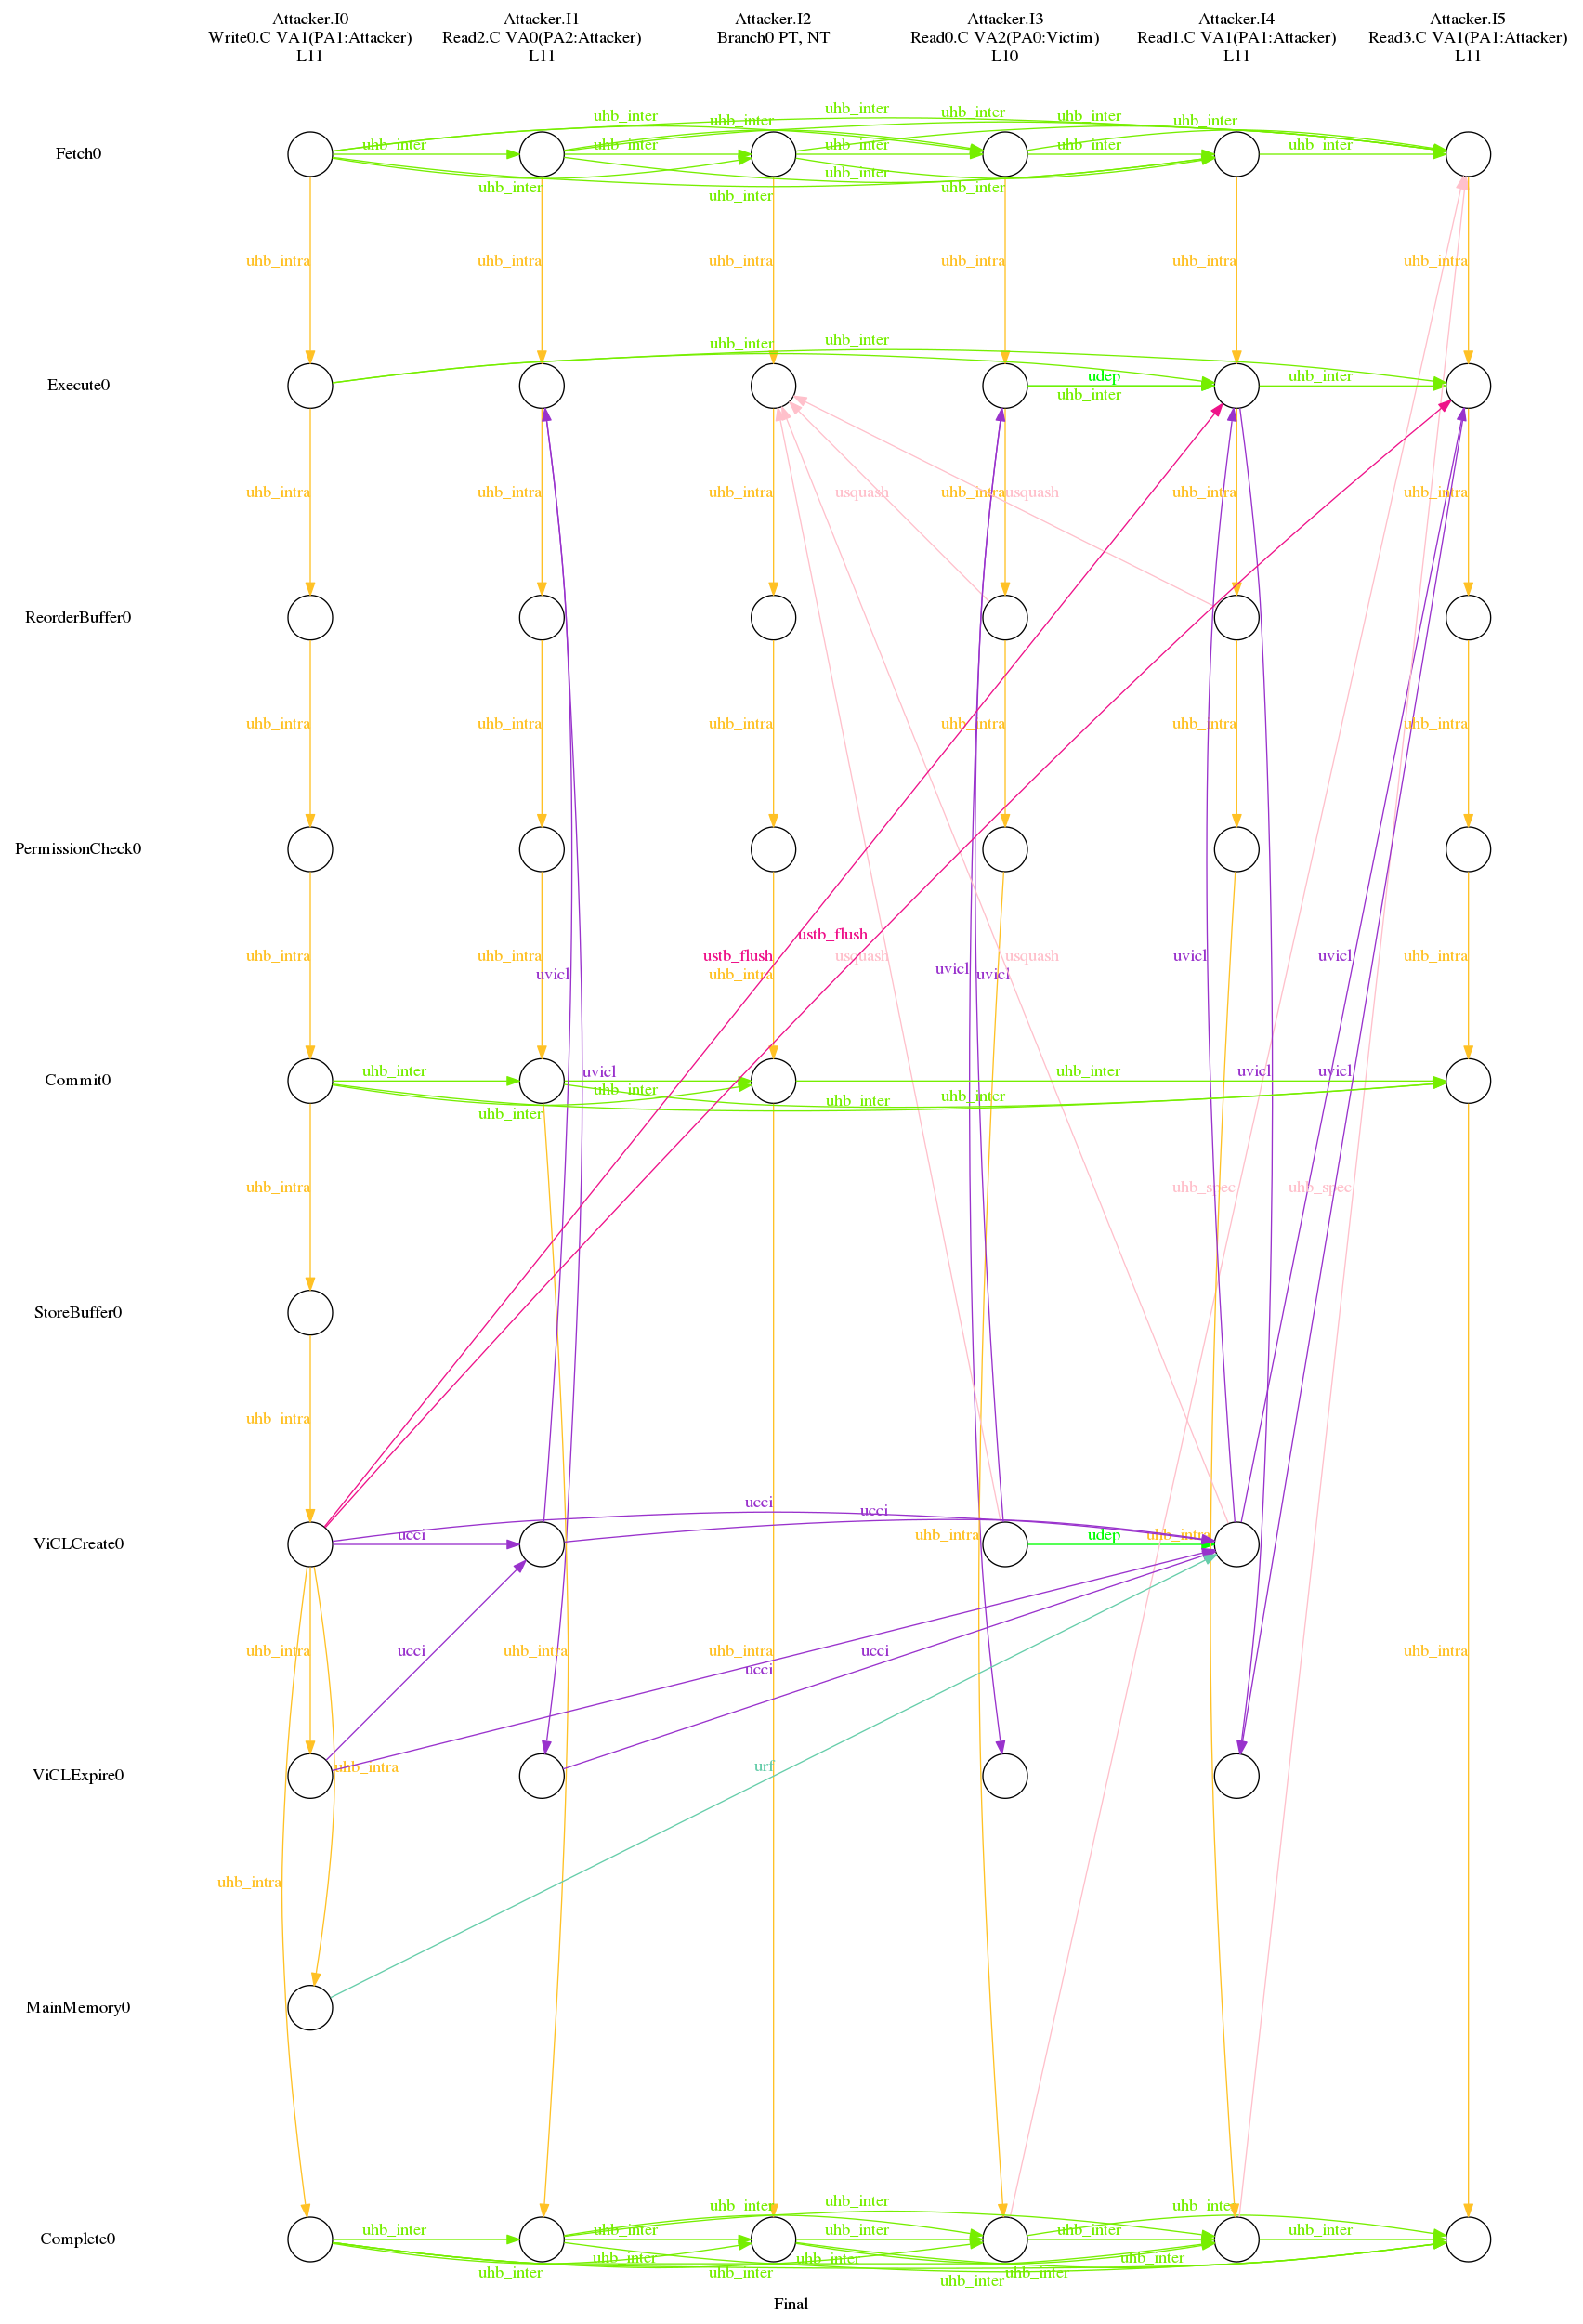 Attacker.I0
Write0.C VA1(PA1:Attacker)
L11
Attacker.I1
Read2.C VA0(PA2:Attacker)
L11
Attacker.I2
Branch0 PT, NT
Attacker.I3
Read0.C VA2(PA0:Victim)
L10
Attacker.I4
Read1.C VA1(PA1:Attacker)
L11
Attacker.I5
Read3.C VA1(PA1:Attacker)
L11
uhb_inter
uhb_inter
uhb_inter
uhb_inter
uhb_inter
uhb_inter
uhb_inter
Fetch0
uhb_inter
uhb_inter
uhb_inter
uhb_inter
uhb_inter
uhb_inter
uhb_inter
uhb_inter
uhb_intra
uhb_intra
uhb_intra
uhb_intra
uhb_intra
uhb_intra
uhb_inter
uhb_inter
Execute0
udep
uhb_inter
uhb_inter
uhb_intra
uhb_intra
uhb_intra
usquash
uhb_intra
usquash
uhb_intra
uhb_intra
ReorderBuffer0
uhb_intra
uhb_intra
uhb_intra
uhb_intra
uhb_intra
uhb_intra
PermissionCheck0
ustb_flush
uhb_intra
uhb_intra
ustb_flush
usquash
usquash
uvicl
uvicl
uhb_intra
uvicl
uhb_intra
uvicl
uvicl
Commit0
uhb_inter
uvicl
uhb_inter
uhb_inter
uvicl
uvicl
uhb_inter
uhb_inter
uhb_inter
uhb_intra
uhb_spec
uhb_spec
StoreBuffer0
uhb_intra
ucci
ucci
ViCLCreate0
ucci
uhb_intra
udep
uhb_intra
uhb_intra
ucci
uhb_intra
uhb_intra
ucci
ucci
uhb_intra
ViCLExpire0
uhb_intra
urf
uhb_intra
MainMemory0
uhb_inter
uhb_inter
uhb_inter
Complete0
uhb_inter
uhb_inter
uhb_inter
uhb_inter
uhb_inter
uhb_inter
uhb_inter
uhb_inter
uhb_inter
uhb_inter
uhb_inter
uhb_inter
Final